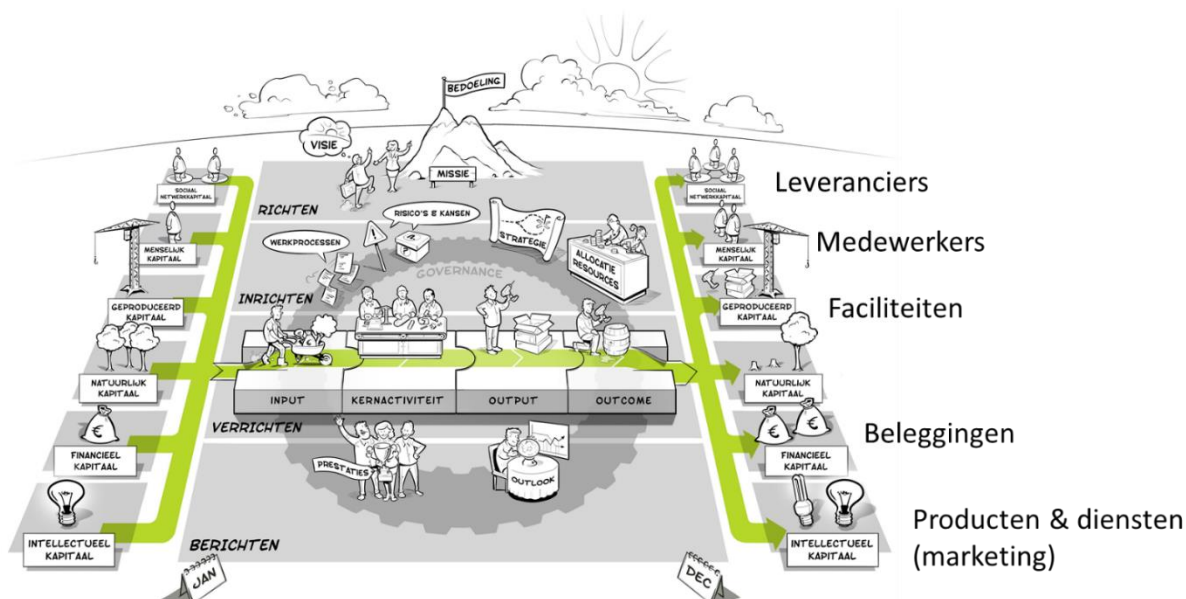 BEDOELING
VISIE
MISSIE
SOCIAAL
NETWERKKAPITAAL
RICHTEN
SOCIAAL
NETWERKKAPITAAL
Leveranciers
RISICO'S & KANSEN
WERKPROCESSEN
STRATEGIE
ALLOCATIE
RESOURCES
MENSELIJK
KAPITAAL
GOVERNANCE
MENSELIJK
KAPITAAL
Medewerkers
INRICHTEN
GEPRODUCEERD
KAPITAAL
GEPRODUCEERD
KAPITAAL
Faciliteiten
NATUURLIJK
KAPITAAL
INPUT
KERNACTIVITEIT
OUTPUT
OUTCOME
NATUURLIJK
KAPITAAL
VERRICHTEN
€
FINANCIEEL
KAPITAAL
PRESTATIES
OUTLOOK
€
€
FINANCIEEL
KAPITAAL
Beleggingen
INTELLECTUEEL
KAPITAAL
BERICHTEN
INTELLECTUEEL
KAPITAAL
Producten & diensten
(marketing)
JAN
DEC